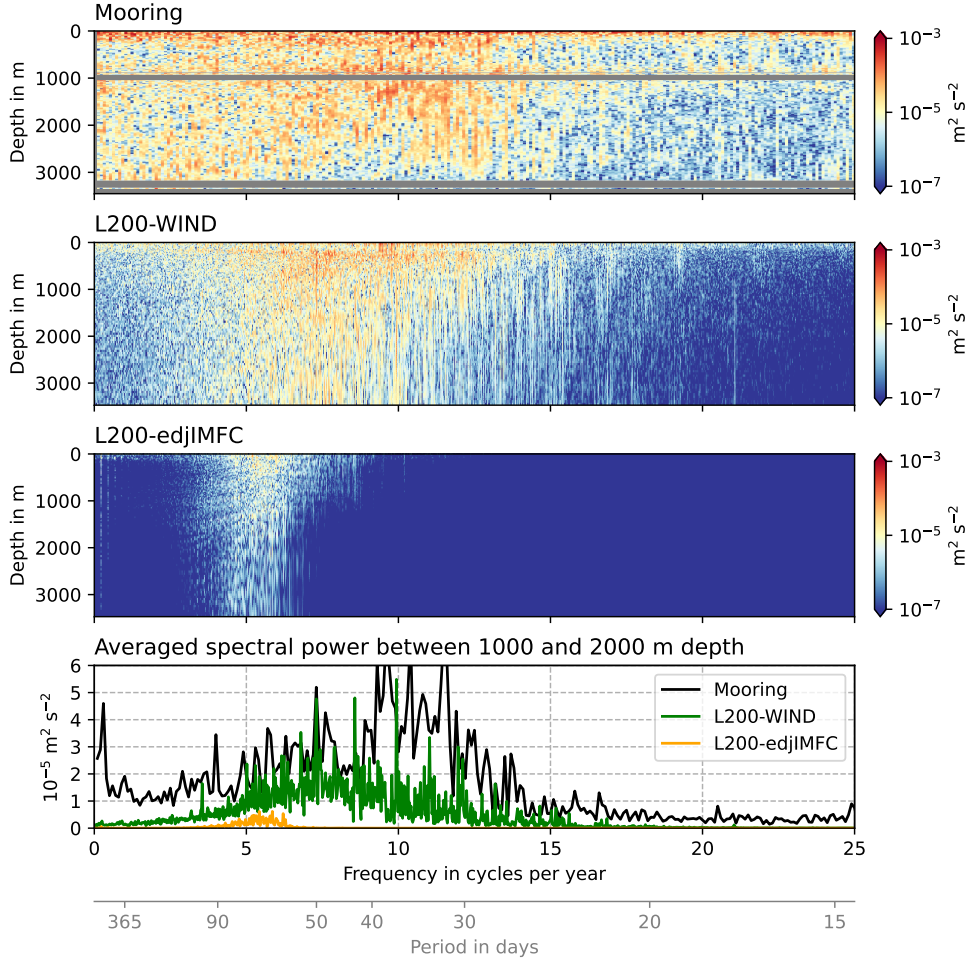 Mooring
0
1000
2000
3000
Depth in m
10⁻³
10⁻⁵
10⁻⁷
m² s⁻²
L200-WIND
0
1000
2000
3000
Depth in m
10⁻³
10⁻⁵
10⁻⁷
m² s⁻²
L200-edjIMFC
0
1000
2000
3000
Depth in m
10⁻³
10⁻⁵
10⁻⁷
m² s⁻²
Averaged spectral power between 1000 and 2000 m depth
6
5
4
3
2
1
0
10⁻⁵ m² s⁻²
Mooring
L200-WIND
L200-edjIMFC
0 5 10 15 20 25
Frequency in cycles per year
365 90 50 40 30 20 15
Period in days